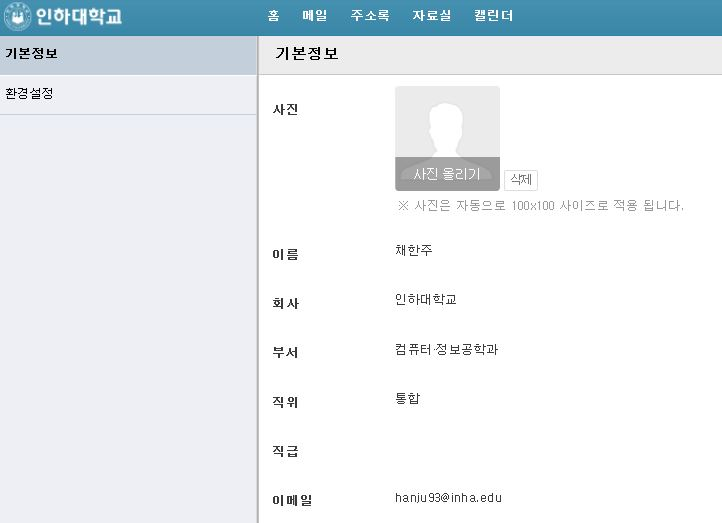 인하대학교 홈 메일 주소록 자료실 캘린더
기본정보
환경설정
기본정보
사진
사진 올리기
삭제
※ 사진은 자동으로 100x100 사이즈로 적용 됩니다.
이름 채한주
회사 인하대학교
부서 컴퓨터·정보공학과
직위 통합
직급
이메일 hanju93@inha.edu